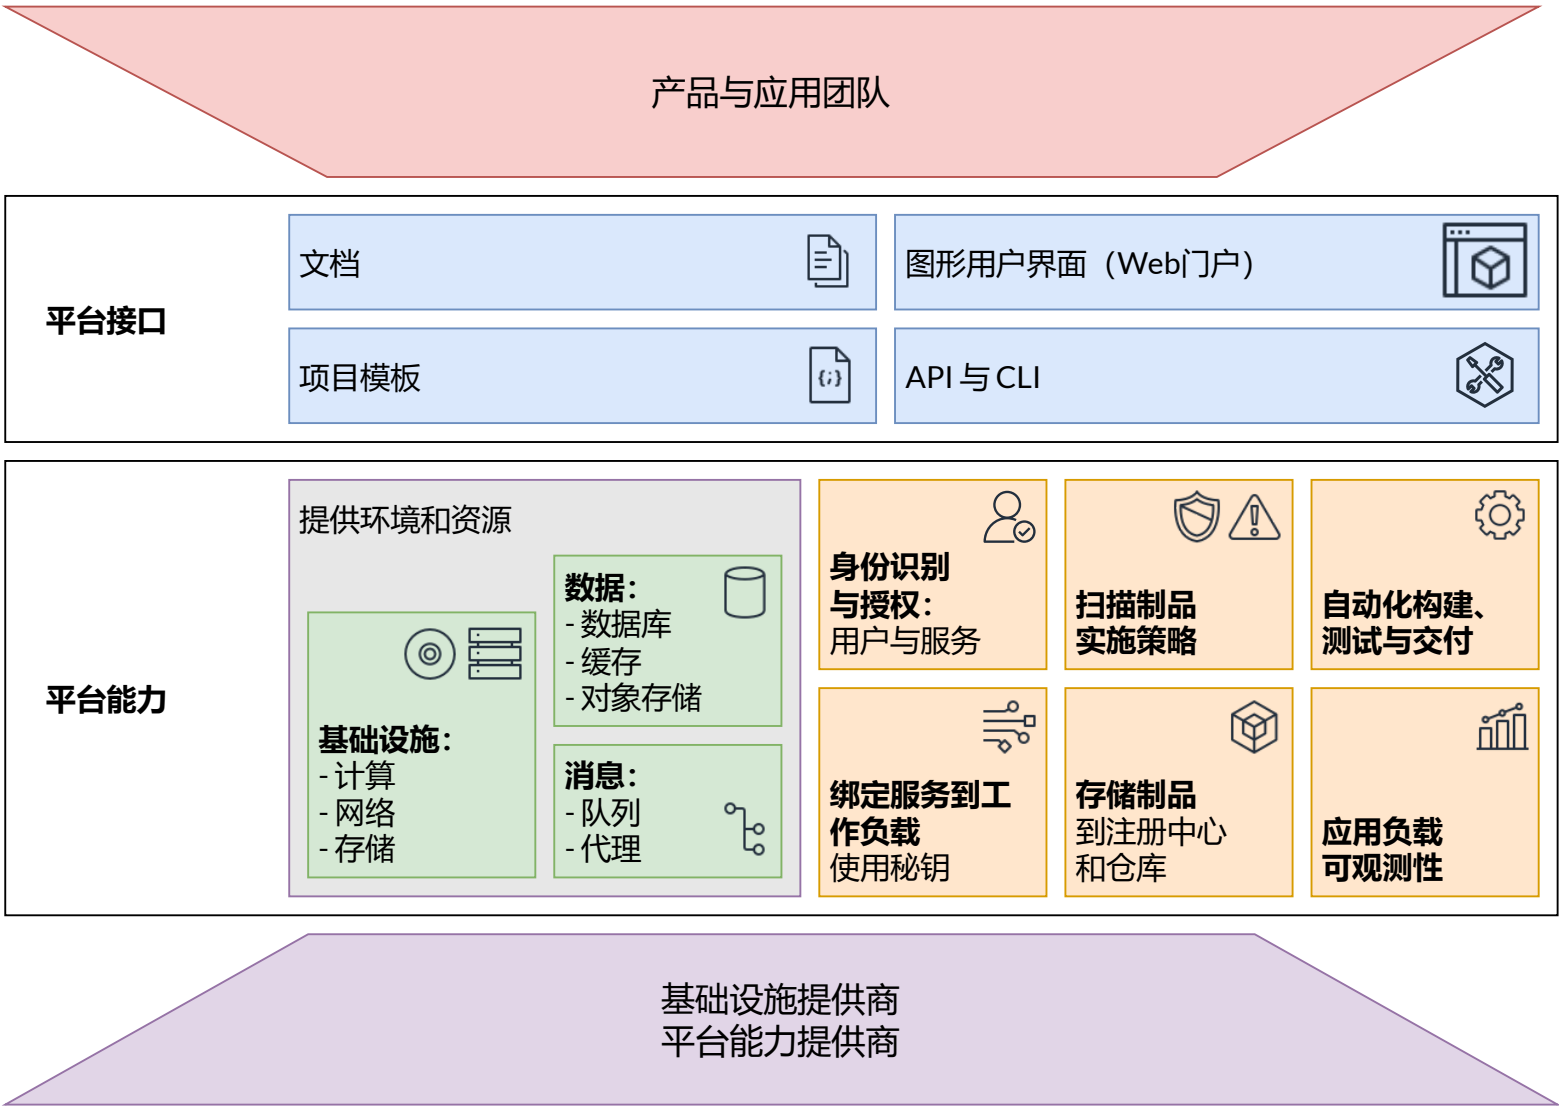 产品与应用团队
平台接口
文档
图形用户界面（Web门户）
项目模板
API 与 CLI
平台能力
提供环境和资源
基础设施：
- 计算
- 网络
- 存储
数据：
- 数据库
- 缓存
- 对象存储
消息：
- 队列
- 代理
身份识别
与授权：
用户与服务
扫描制品
实施策略
自动化构建、
测试与交付
绑定服务到工
作负载
使用秘钥
存储制品
到注册中心
和仓库
应用负载
可观测性
基础设施提供商
平台能力提供商